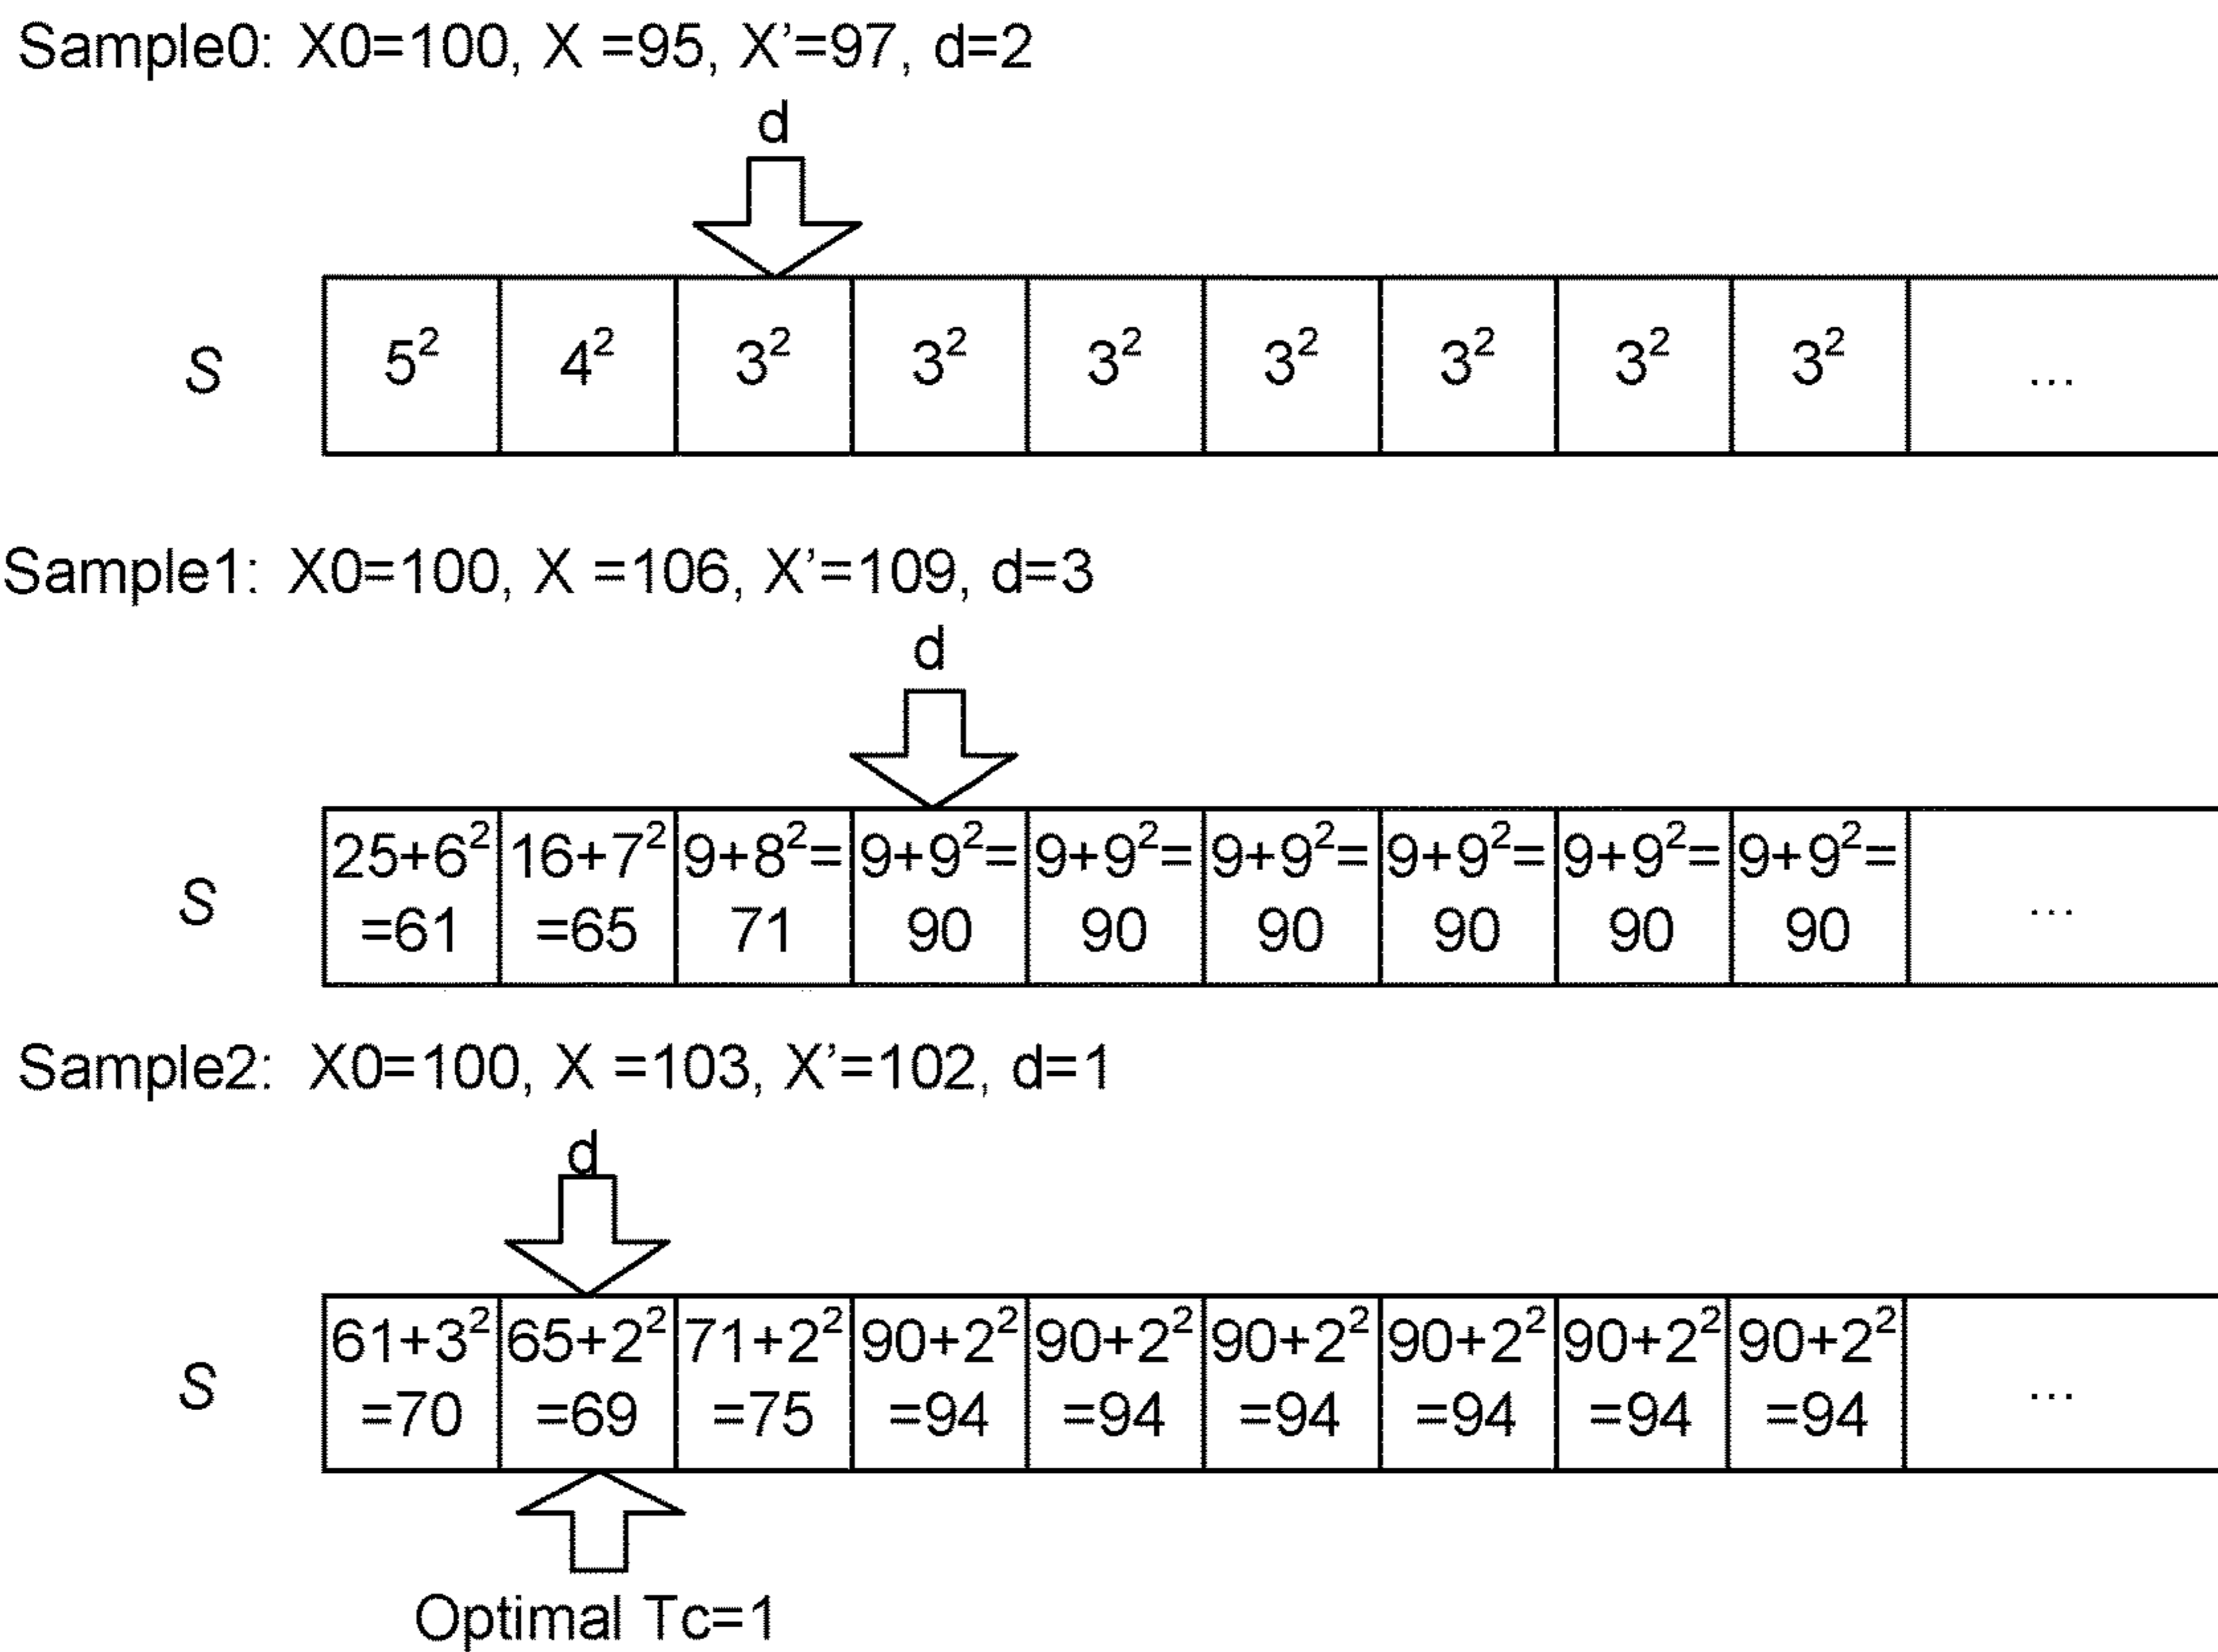 Sample0: X0=100, X =95, X’=97, d=2
d
S 5² 4² 3² 3² 3² 3² 3² 3² 3² ...
Sample1: X0=100, X =106, X’=109, d=3
d
25+6² 16+7² 9+8²= 9+9²= 9+9²= 9+9²= 9+9²= 9+9²= 9+9²=
S =61 =65 71 90 90 90 90 90 90 ...
Sample2: X0=100, X =103, X’=102, d=1
d
61+3² 65+2² 71+2² 90+2² 90+2² 90+2² 90+2² 90+2² 90+2²
S =70 =69 =75 =94 =94 =94 =94 =94 =94 ...
Optimal Tc=1